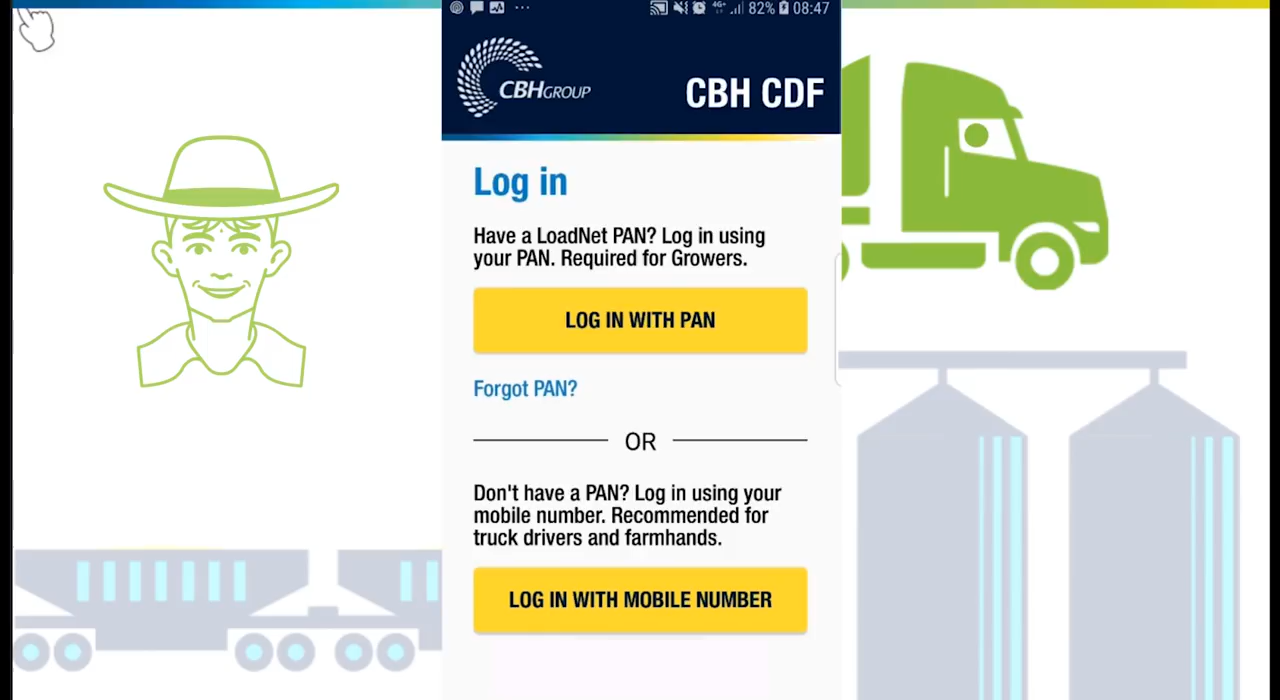 4G+ 82% 08:47
CBHGROUP
CBH CDF
Log in
Have a LoadNet PAN? Log in using
your PAN. Required for Growers.
LOG IN WITH PAN
Forgot PAN?
OR
Don't have a PAN? Log in using your
mobile number. Recommended for
truck drivers and farmhands.
LOG IN WITH MOBILE NUMBER